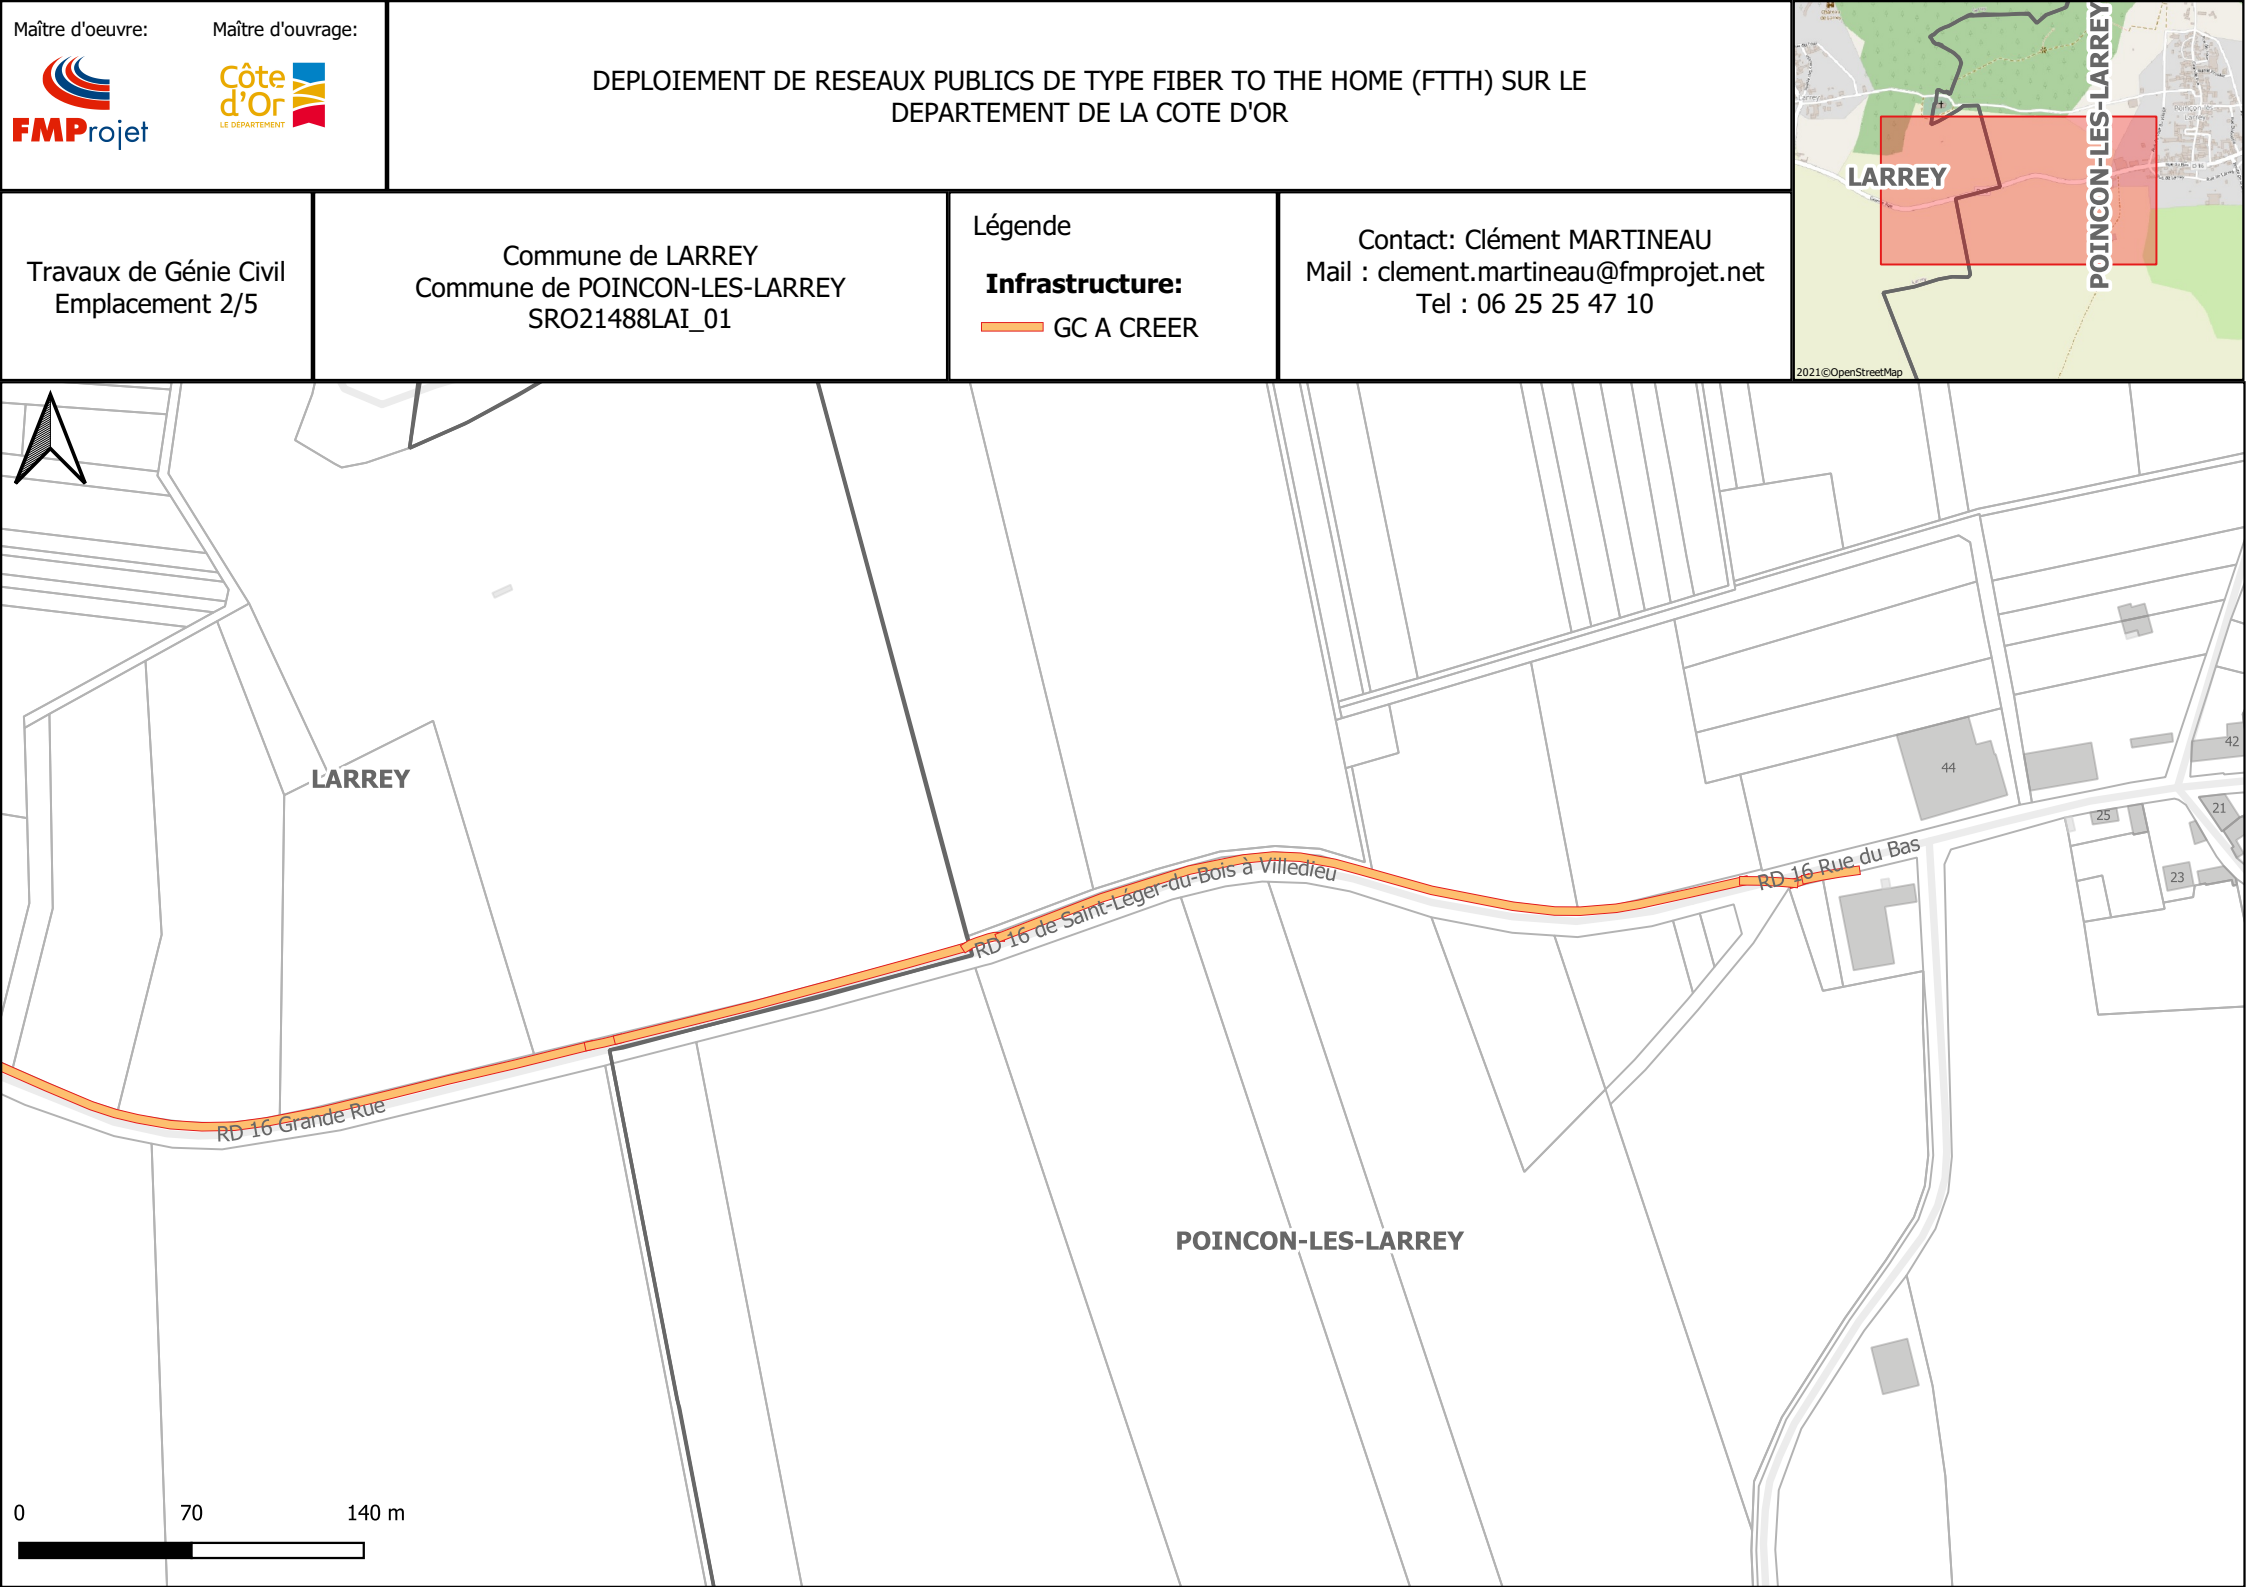 Maître d'oeuvre:
Maître d'ouvrage:
FMProjet
Côte
d'Or
LE DÉPARTEMENT
DEPLOIEMENT DE RESEAUX PUBLICS DE TYPE FIBER TO THE HOME (FTTH) SUR LE
DEPARTEMENT DE LA COTE D'OR
Travaux de Génie Civil
Emplacement 2/5
Commune de LARREY
Commune de POINCON-LES-LARREY
SRO21488LAI_01
Légende
Infrastructure:
GC A CREER
Contact: Clément MARTINEAU
Mail : clement.martineau@fmprojet.net
Tel : 06 25 25 47 10
LARREY
POINCON-LES-LARREY
2021©OpenStreetMap
LARREY
POINCON-LES-LARREY
RD 16 Grande Rue
RD 16 de Saint-Léger-du-Bois à Villedieu
RD 16 Rue du Bas
44
42
25
21
23
0
70
140 m